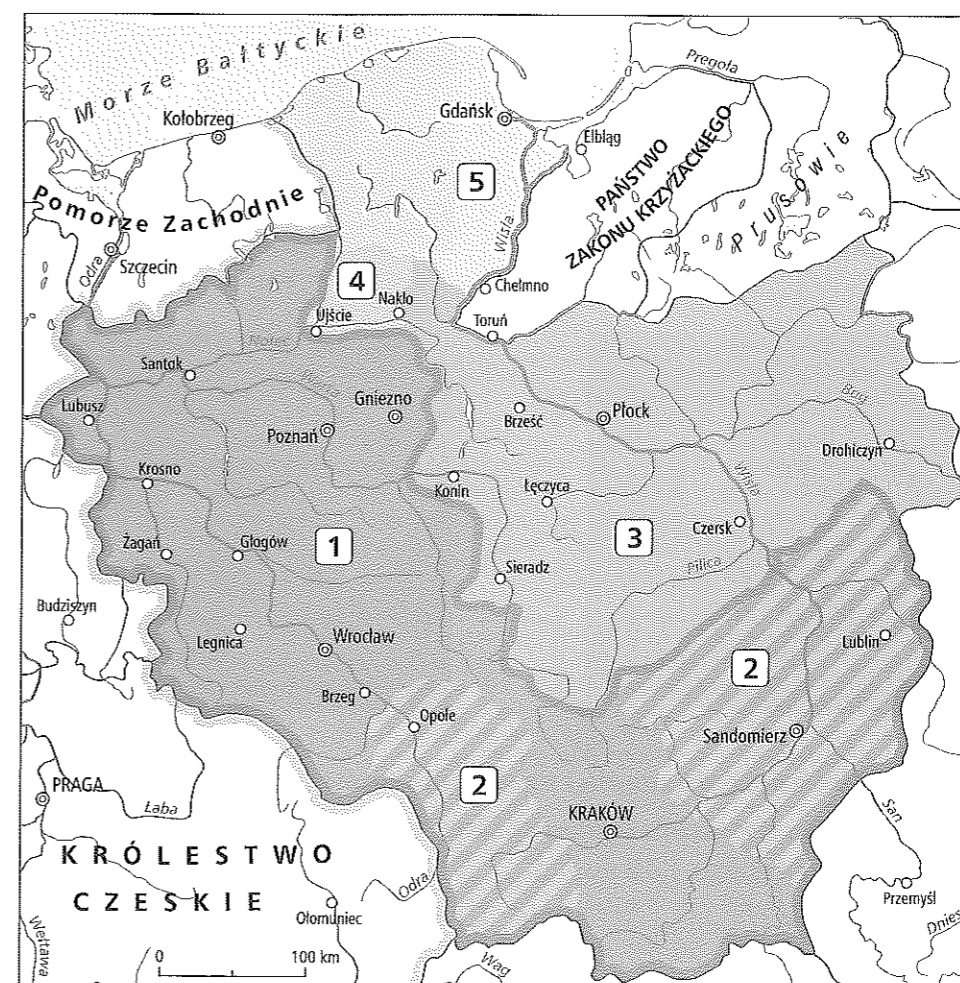 Morze Bałtyckie
Pregoła
Kołobrzeg
Gdańsk
Elbląg
PAŃSTWO
ZAKONU KRZYŻACKIEGO
Prusowie
5
Pomorze Zachodnie
Wisła
Odra
Szczecin
4
Chełmno
Nakło
Ujście
Toruń
Noteć
Santok
Gniezno
Bug
Lubusz
Brześć
Płock
Poznań
Drohiczyn
Krosno
Konin
Łęczyca
Wisła
Czersk
3
1
Żagań
Głogów
Sieradz
Pilica
Budziszyn
Legnica
Wrocław
Lublin
2
Brzeg
Opole
Sandomierz
2
PRAGA
Łaba
KRAKÓW
San
KRÓLESTWO
CZESKIE
Odra
Ołomuniec
Przemyśl
Dnies
Wełtawa
0
100 km
Wag